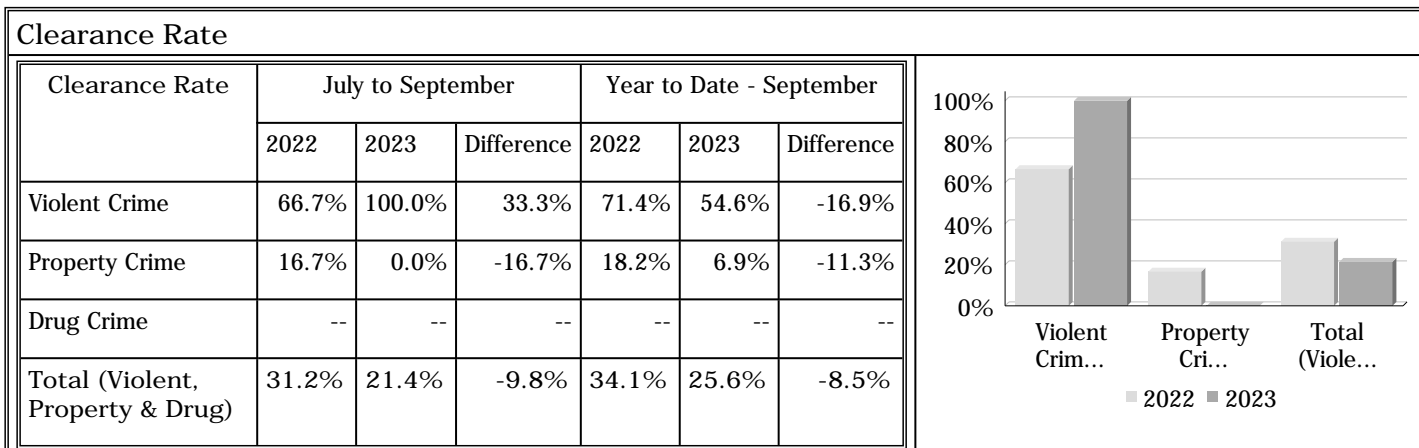 Clearance Rate
Clearance Rate July to September Year to Date - September
2022 2023 Difference 2022 2023 Difference
Violent Crime 66.7% 100.0% 33.3% 71.4% 54.6% -16.9%
Property Crime 16.7% 0.0% -16.7% 18.2% 6.9% -11.3%
Drug Crime -- -- -- -- -- --
Total (Violent, 31.2% 21.4% -9.8% 34.1% 25.6% -8.5%
Property & Drug)
100%
80%
60%
40%
20%
0%
Violent Property Total
Crim... Cri... (Viole...
2022 2023